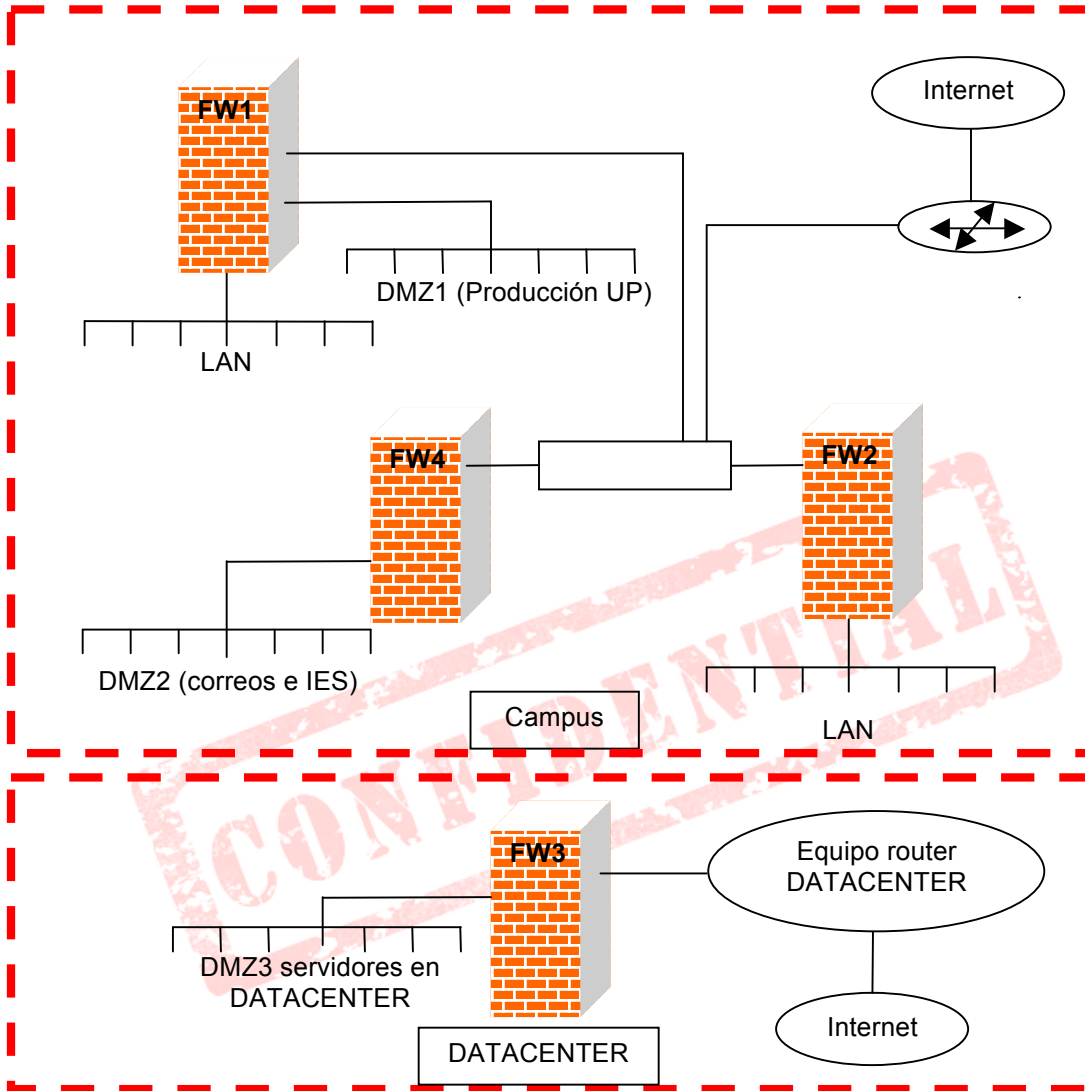 FW1
Internet
DMZ1 (Producción UP)
LAN
FW4
FW2
DMZ2 (correos e IES)
Campus
LAN
CONFIDENTIAL
FW3
Equipo router
DATACENTER
DMZ3 servidores en
DATACENTER
Internet
DATACENTER